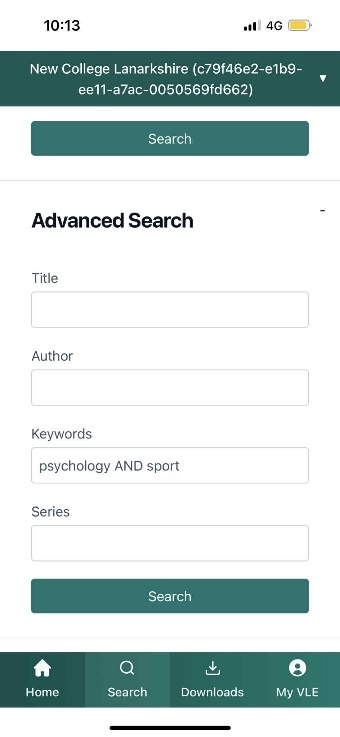 10:13
4G
New College Lanarkshire (c79f46e2-e1b9-
ee11-a7ac-0050569fd662)
Search
Advanced Search
-
Title
Author
Keywords
psychology AND sport
Series
Search
Home
Search
Downloads
My VLE